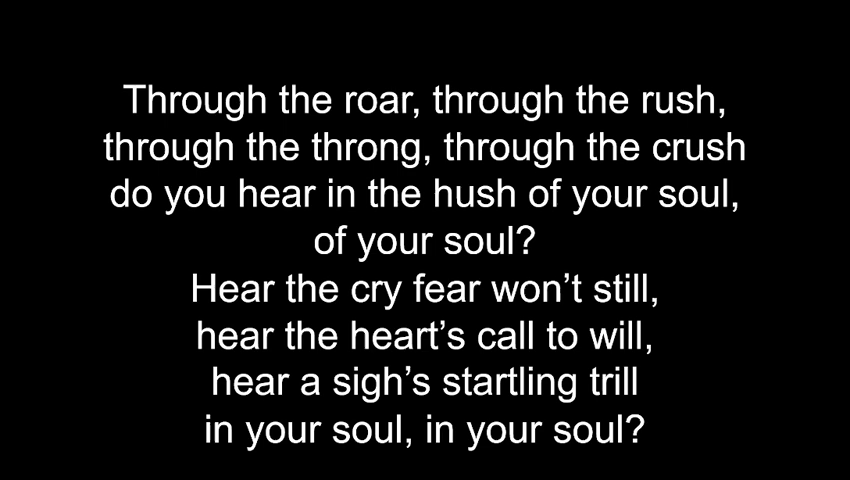 Through the roar, through the rush,
through the throng, through the crush
do you hear in the hush of your soul,
of your soul?
Hear the cry fear won’t still,
hear the heart’s call to will,
hear a sigh’s startling trill
in your soul, in your soul?